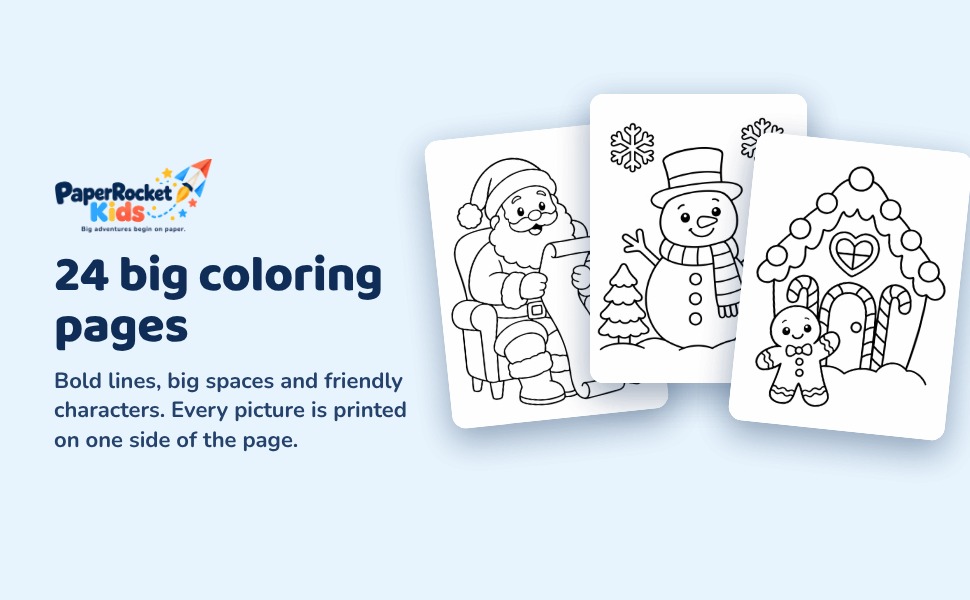 PaperRocket
Kids
Big adventures begin on paper.
24 big coloring
pages
Bold lines, big spaces and friendly
characters. Every picture is printed
on one side of the page.